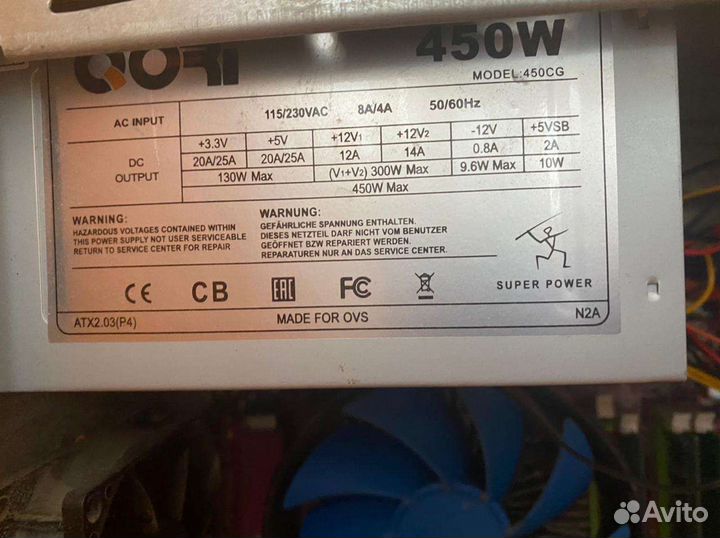 QORI 450W
MODEL:450CG
AC INPUT 115/230VAC 8A/4A 50/60Hz
DC OUTPUT +3.3V +5V +12V1 +12V2 -12V +5VSB
20A/25A 20A/25A 12A 14A 0.8A 2A
130W Max (V1+V2) 300W Max 9.6W Max 10W
450W Max
WARNING:
HAZARDOUS VOLTAGES CONTAINED WITHIN
THIS POWER SUPPLY NOT USER SERVICEABLE
RETURN TO SERVICE CENTER FOR REPAIR
WARNUNG:
GEFÄHRLICHE SPANNUNG ENTHALTEN.
DIESES NETZTEIL DARF NICHT VOM BENUTZER
GEÖFFNET BZW REPARIERT WERDEN.
REPARATUREN NUR AN DAS SERVICE CENTER.
SUPER POWER
CE CB EAC FC
ATX2.03(P4) MADE FOR OVS N2A
Avito